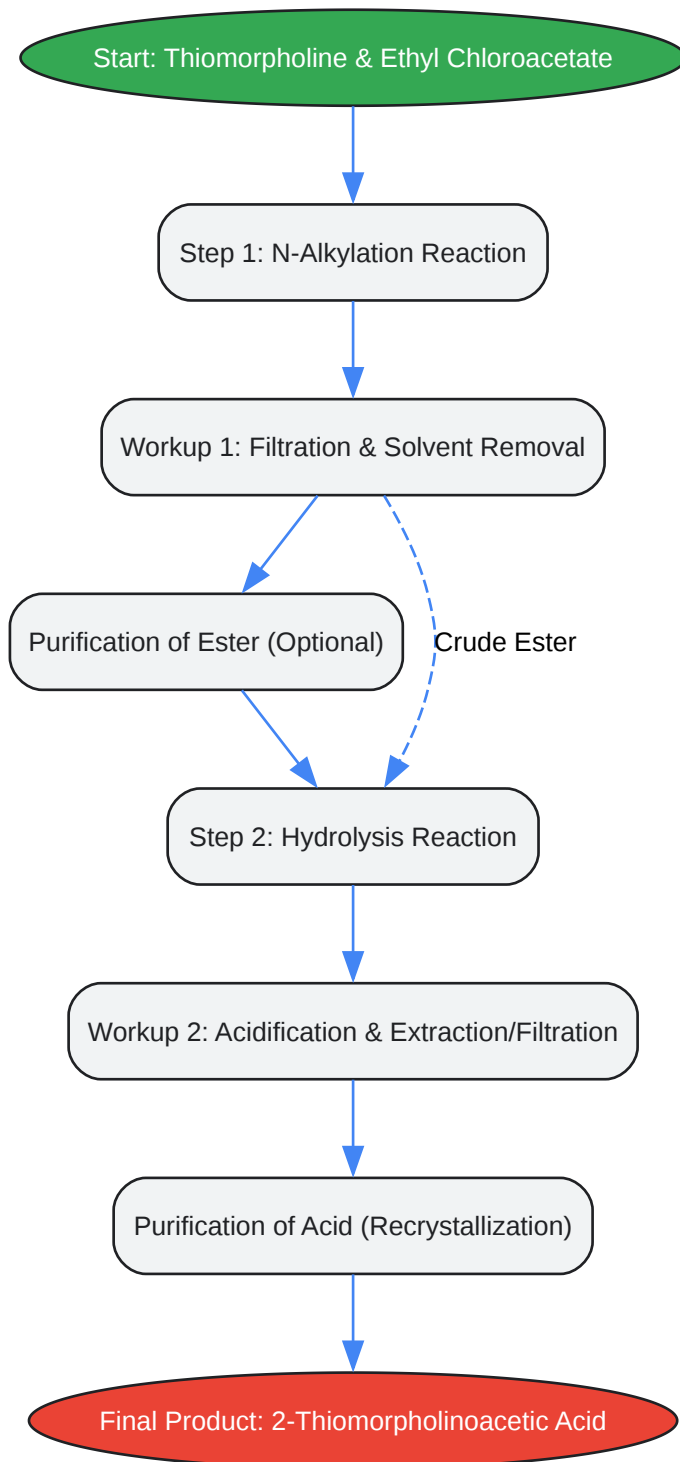 Start: Thiomorpholine & Ethyl Chloroacetate
Step 1: N-Alkylation Reaction
Workup 1: Filtration & Solvent Removal
Purification of Ester (Optional)
Crude Ester
Step 2: Hydrolysis Reaction
Workup 2: Acidification & Extraction/Filtration
Purification of Acid (Recrystallization)
Final Product: 2-Thiomorpholinoacetic Acid